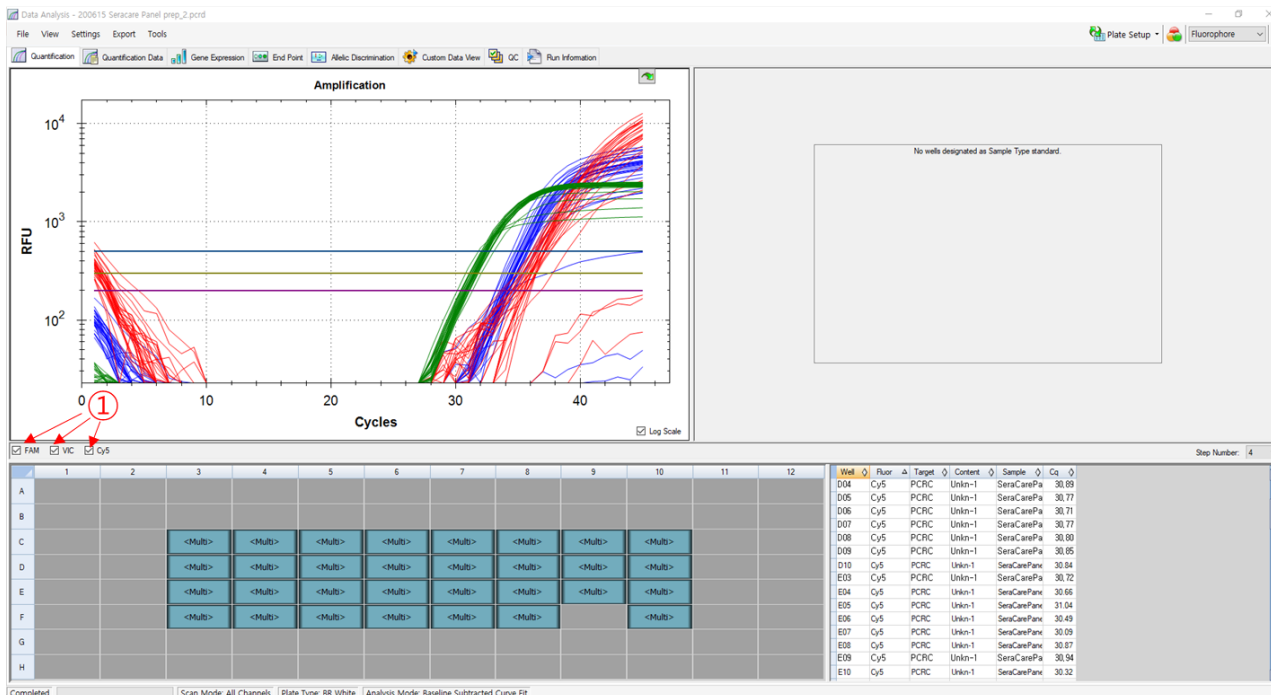 Data Analysis - 200615 Seracare Panel prep_2.pcrd
File View Settings Export Tools
Plate Setup Fluorophore
Quantification Quantification Data Gene Expression End Point Allelic Discrimination Custom Data View QC Run Information
Amplification
10⁴
10³
10²
RFU
0 10 20 30 40
Cycles
Log Scale
No wells designated as Sample Type standard.
①
FAM VIC Cy5
Step Number: 4
1 2 3 4 5 6 7 8 9 10 11 12
A
B
C <Multi> <Multi> <Multi> <Multi> <Multi> <Multi> <Multi> <Multi>
D <Multi> <Multi> <Multi> <Multi> <Multi> <Multi> <Multi> <Multi>
E <Multi> <Multi> <Multi> <Multi> <Multi> <Multi> <Multi> <Multi>
F <Multi> <Multi> <Multi> <Multi> <Multi> <Multi> <Multi>
G
H
Well Fluor Target Content Sample Cq
D04 Cy5 PCRC Unkn-1 SeraCarePa 30,89
D05 Cy5 PCRC Unkn-1 SeraCarePa 30,77
D06 Cy5 PCRC Unkn-1 SeraCarePa 30,71
D07 Cy5 PCRC Unkn-1 SeraCarePa 30,77
D08 Cy5 PCRC Unkn-1 SeraCarePa 30,80
D09 Cy5 PCRC Unkn-1 SeraCarePa 30,85
D10 Cy5 PCRC Unkn-1 SeraCarePane 30.84
E03 Cy5 PCRC Unkn-1 SeraCarePa 30,72
E04 Cy5 PCRC Unkn-1 SeraCarePane 30.66
E05 Cy5 PCRC Unkn-1 SeraCarePane 31.04
E06 Cy5 PCRC Unkn-1 SeraCarePane 30.49
E07 Cy5 PCRC Unkn-1 SeraCarePane 30.09
E08 Cy5 PCRC Unkn-1 SeraCarePane 30.87
E09 Cy5 PCRC Unkn-1 SeraCarePa 30,94
E10 Cy5 PCRC Unkn-1 SeraCarePane 30.32
Completed Scan Mode: All Channels Plate Type: BR White Analysis Mode: Baseline Subtracted Curve Fit